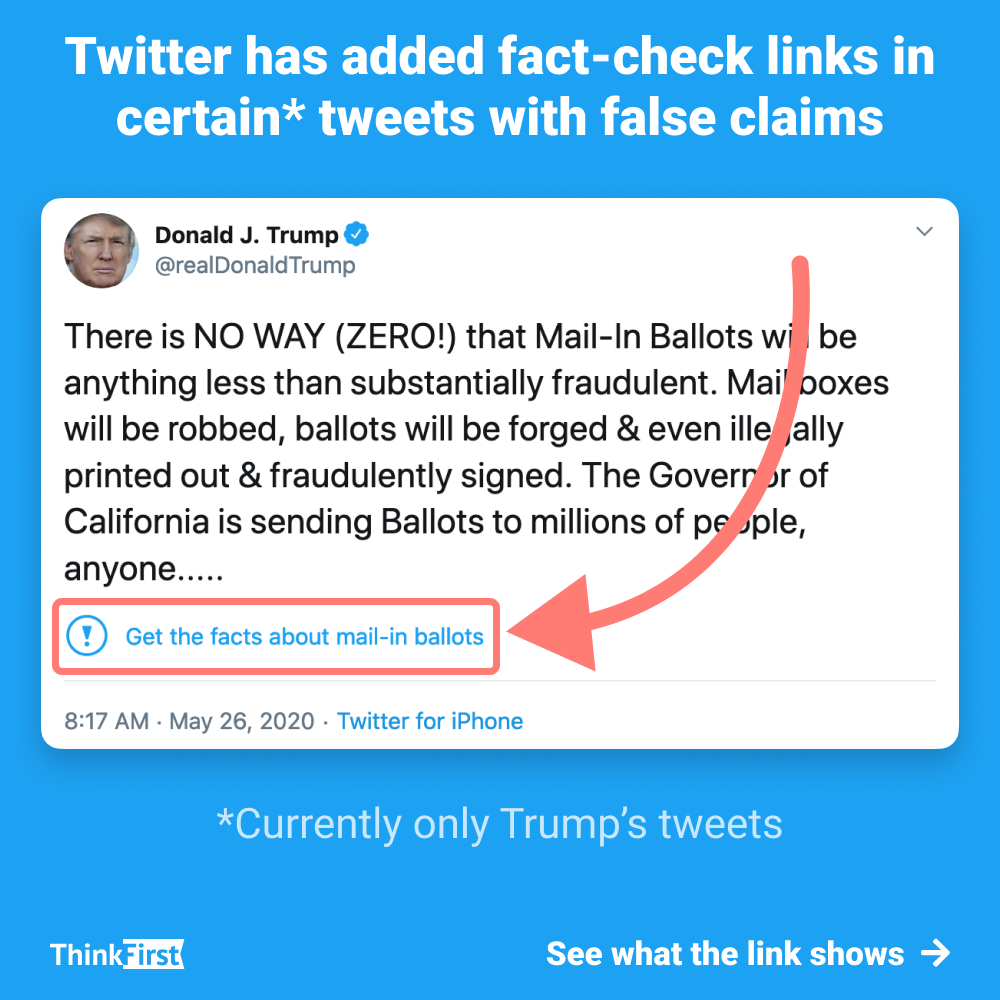 Twitter has added fact-check links in
certain* tweets with false claims
Donald J. Trump
@realDonaldTrump
There is NO WAY (ZERO!) that Mail-In Ballots will be
anything less than substantially fraudulent. Mail boxes
will be robbed, ballots will be forged & even illegally
printed out & fraudulently signed. The Governor of
California is sending Ballots to millions of people,
anyone.....
Get the facts about mail-in ballots
8:17 AM · May 26, 2020 · Twitter for iPhone
*Currently only Trump’s tweets
ThinkFirst
See what the link shows →